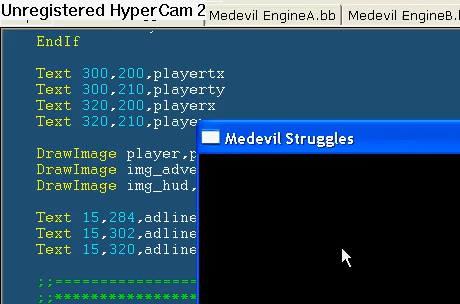 Unregistered HyperCam 2
Medevil EngineA.bb
Medevil EngineB.b
EndIf
Text 300,200,playertx
Text 300,210,playerty
Text 320,200,playerx
Text 320,210,player
Medevil Struggles
DrawImage player,p
DrawImage img_adve
DrawImage img_hud,
Text 15,284,adline
Text 15,302,adline
Text 15,320,adline
;;====================
;;********************